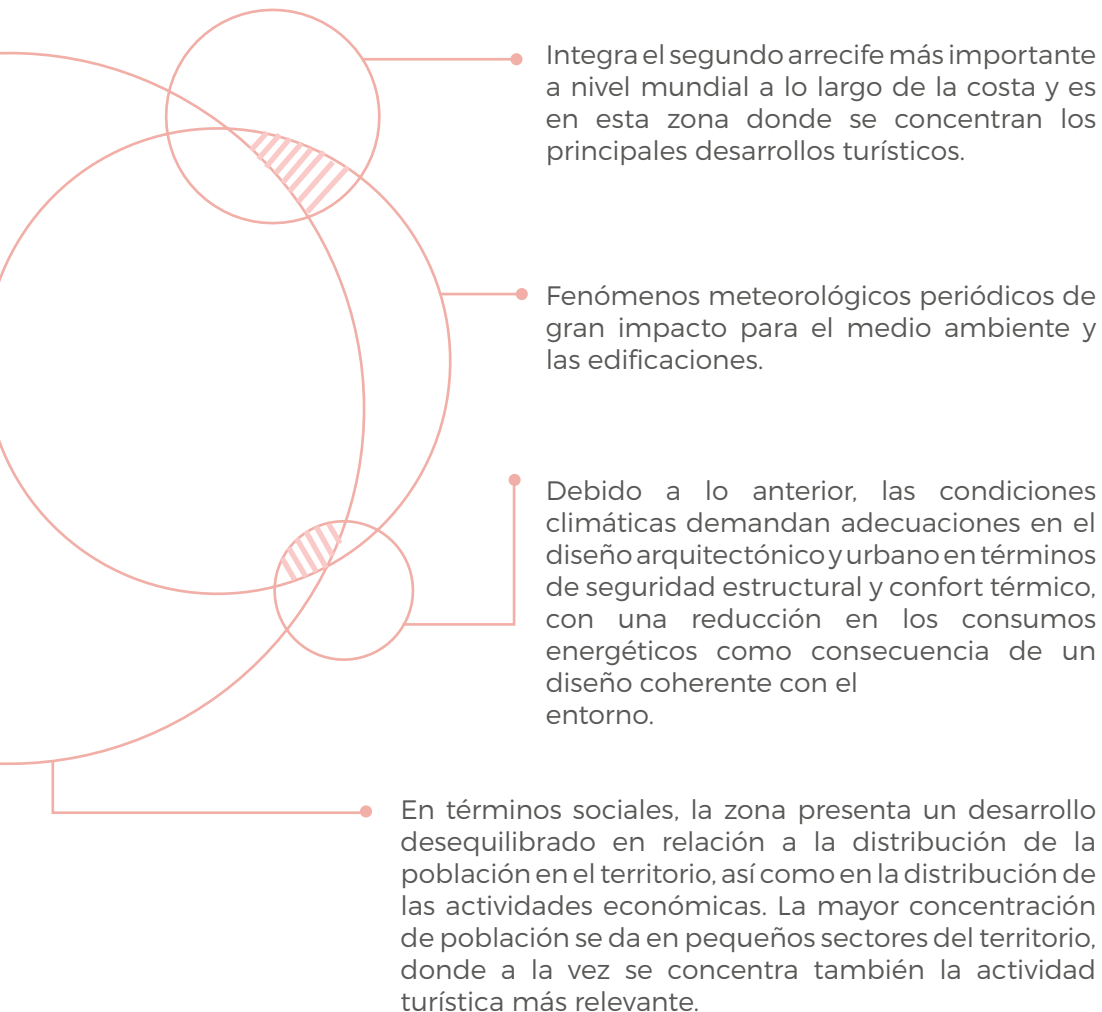 Integra el segundo arrecife más importante
a nivel mundial a lo largo de la costa y es
en esta zona donde se concentran los
principales desarrollos turísticos.
Fenómenos meteorológicos periódicos de
gran impacto para el medio ambiente y
las edificaciones.
Debido a lo anterior, las condiciones
climáticas demandan adecuaciones en el
diseño arquitectónico y urbano en términos
de seguridad estructural y confort térmico,
con una reducción en los consumos
energéticos como consecuencia de un
diseño coherente con el
entorno.
En términos sociales, la zona presenta un desarrollo
desequilibrado en relación a la distribución de la
población en el territorio, así como en la distribución de
las actividades económicas. La mayor concentración
de población se da en pequeños sectores del territorio,
donde a la vez se concentra también la actividad
turística más relevante.